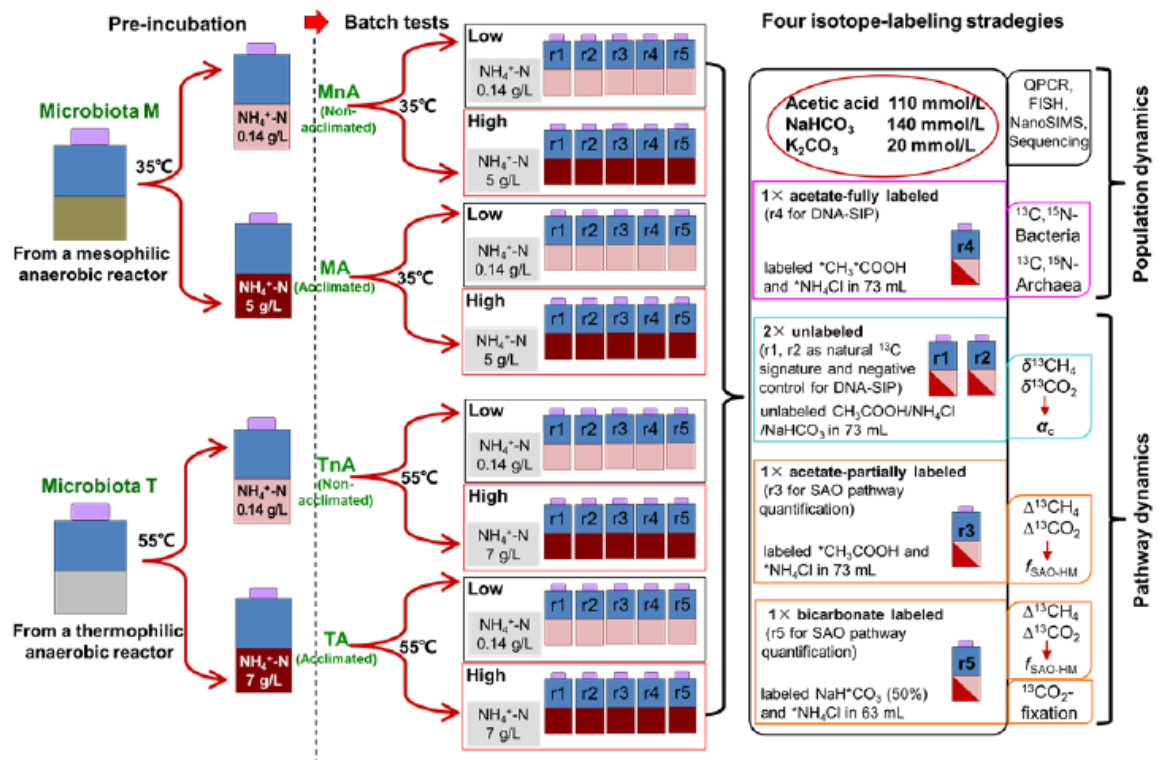 Pre-incubation
Batch tests
Four isotope-labeling stradegies
Microbiota M
35℃
From a mesophilic
anaerobic reactor
NH₄⁺-N
0.14 g/L
NH₄⁺-N
5 g/L
MnA
(Non-
acclimated)
35℃
MA
(Acclimated)
35℃
Low
NH₄⁺-N
0.14 g/L
r1 r2 r3 r4 r5
High
NH₄⁺-N
5 g/L
r1 r2 r3 r4 r5
Low
NH₄⁺-N
0.14 g/L
r1 r2 r3 r4 r5
High
NH₄⁺-N
5 g/L
r1 r2 r3 r4 r5
Microbiota T
55℃
From a thermophilic
anaerobic reactor
NH₄⁺-N
0.14 g/L
NH₄⁺-N
7 g/L
TnA
(Non-
acclimated)
55℃
TA
(Acclimated)
55℃
Low
NH₄⁺-N
0.14 g/L
r1 r2 r3 r4 r5
High
NH₄⁺-N
7 g/L
r1 r2 r3 r4 r5
Low
NH₄⁺-N
0.14 g/L
r1 r2 r3 r4 r5
High
NH₄⁺-N
7 g/L
r1 r2 r3 r4 r5
Acetic acid 110 mmol/L
NaHCO₃ 140 mmol/L
K₂CO₃ 20 mmol/L
QPCR,
FISH,
NanoSIMS,
Sequencing
1× acetate-fully labeled
(r4 for DNA-SIP)
r4
labeled *CH₃*COOH
and *NH₄Cl in 73 mL
¹³C,¹⁵N-
Bacteria
¹³C,¹⁵N-
Archaea
Population dynamics
2× unlabeled
(r1, r2 as natural ¹³C
signature and negative
control for DNA-SIP)
r1 r2
unlabeled CH₃COOH/NH₄Cl
/NaHCO₃ in 73 mL
δ¹³CH₄
δ¹³CO₂
α꜀
1× acetate-partially labeled
(r3 for SAO pathway
quantification)
r3
labeled *CH₃COOH and
*NH₄Cl in 73 mL
Δ¹³CH₄
Δ¹³CO₂
f_SAO-HM
1× bicarbonate labeled
(r5 for SAO pathway
quantification)
r5
labeled NaH*CO₃ (50%)
and *NH₄Cl in 63 mL
Δ¹³CH₄
Δ¹³CO₂
f_SAO-HM
¹³CO₂-
fixation
Pathway dynamics